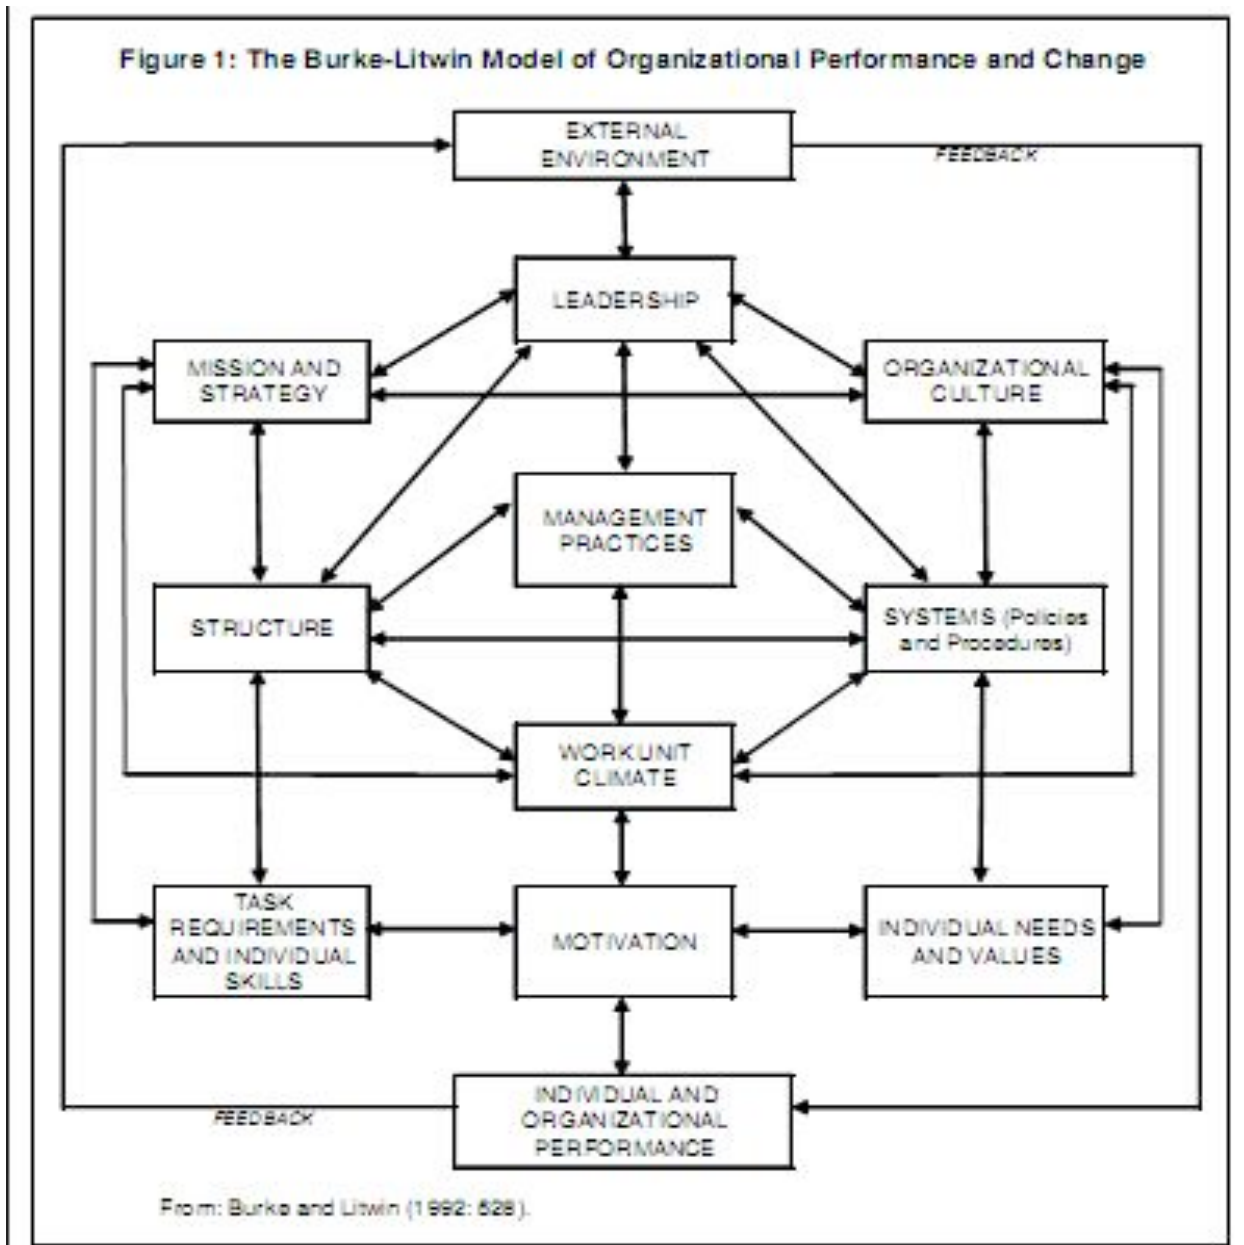 Figure 1: The Burke-Litwin Model of Organizational Performance and Change
EXTERNAL
ENVIRONMENT
FEEDBACK
LEADERSHIP
MISSION AND
STRATEGY
ORGANIZATIONAL
CULTURE
MANAGEMENT
PRACTICES
STRUCTURE
SYSTEMS (Policies
and Procedures)
WORK UNIT
CLIMATE
TASK
REQUIREMENTS
AND INDIVIDUAL
SKILLS
MOTIVATION
INDIVIDUAL NEEDS
AND VALUES
FEEDBACK
INDIVIDUAL AND
ORGANIZATIONAL
PERFORMANCE
From: Burke and Litwin (1992: 528).